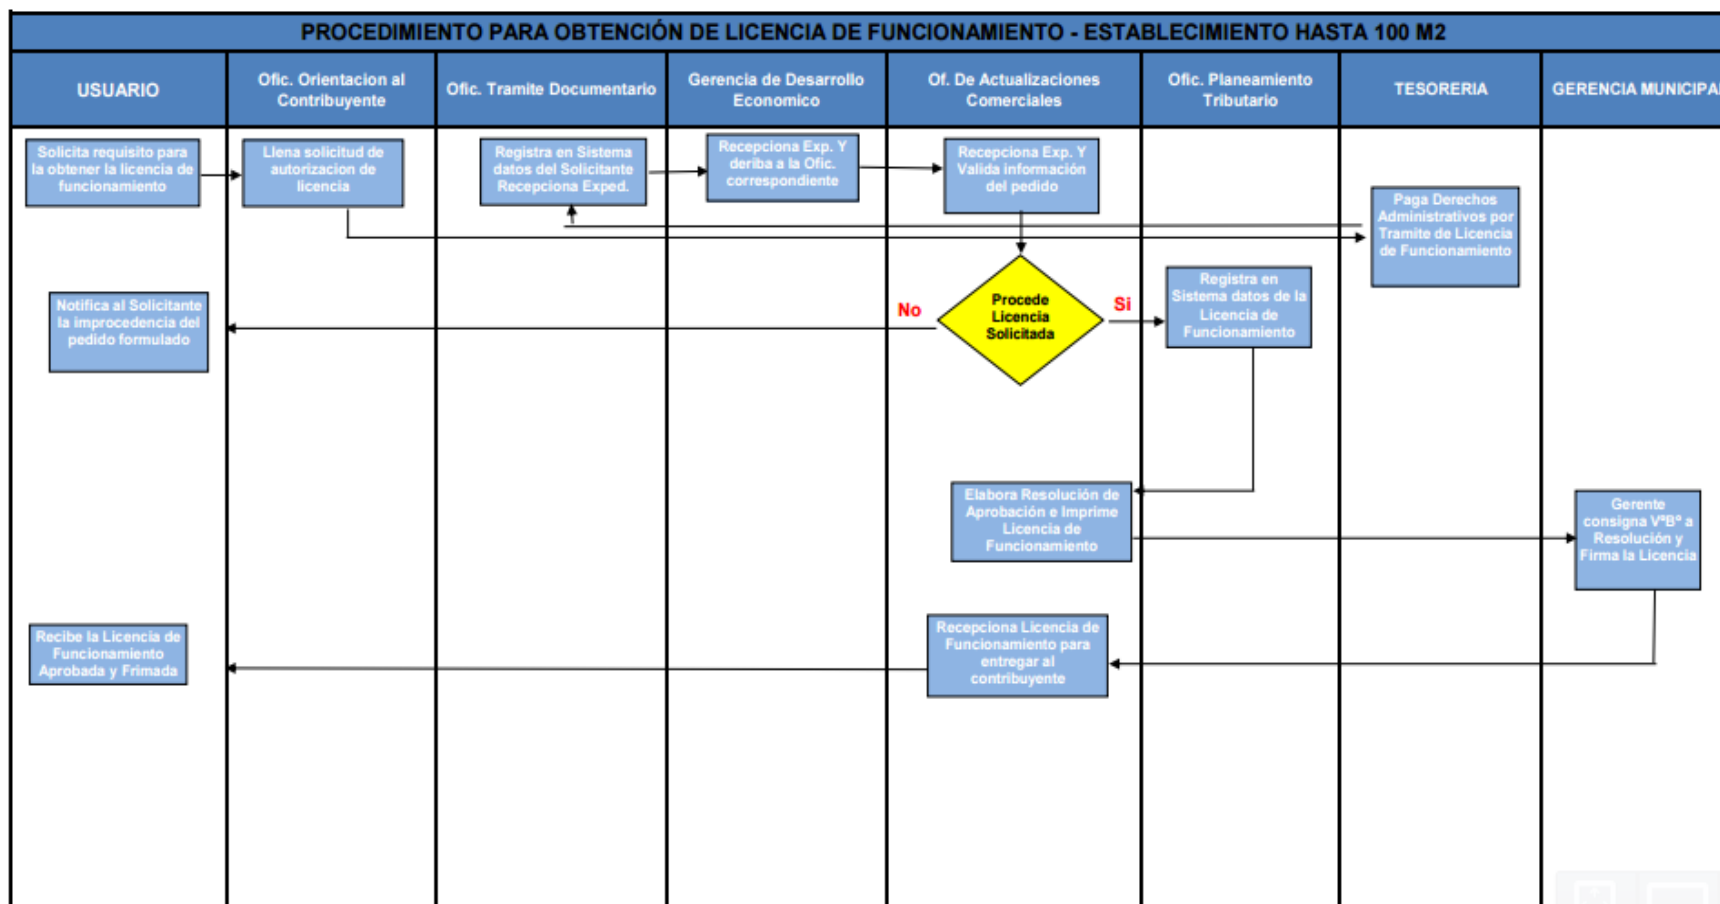 PROCEDIMIENTO PARA OBTENCIÓN DE LICENCIA DE FUNCIONAMIENTO - ESTABLECIMIENTO HASTA 100 M2
USUARIO
Ofic. Orientacion al
Contribuyente
Ofic. Tramite Documentario
Gerencia de Desarrollo
Economico
Of. De Actualizaciones
Comerciales
Ofic. Planeamiento
Tributario
TESORERIA
GERENCIA MUNICIPAL
Solicita requisito para
la obtener la licencia de
funcionamiento
Llena solicitud de
autorizacion de
licencia
Registra en Sistema
datos del Solicitante
Recepciona Exped.
Recepciona Exp. Y
deriba a la Ofic.
correspondiente
Recepciona Exp. Y
Valida información
del pedido
Paga Derechos
Administrativos por
Tramite de Licencia
de Funcionamiento
Notifica al Solicitante
la improcedencia del
pedido formulado
No
Procede
Licencia
Solicitada
Si
Registra en
Sistema datos de la
Licencia de
Funcionamiento
Elabora Resolución de
Aprobación e Imprime
Licencia de
Funcionamiento
Gerente
consigna VºBº a
Resolución y
Firma la Licencia
Recibe la Licencia de
Funcionamiento
Aprobada y Frimada
Recepciona Licencia de
Funcionamiento para
entregar al
contribuyente